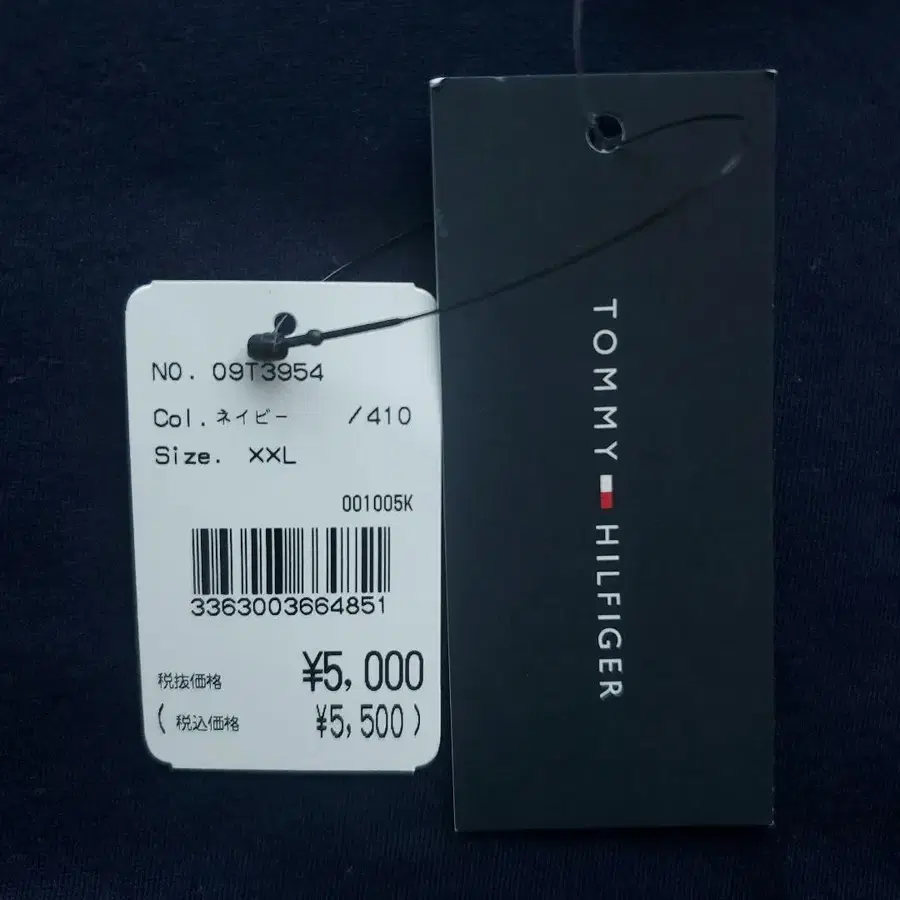 NO. 09T3954
Col. ネイビー /410
Size. XXL
001005K
3363003664851
税抜価格 ¥5,000
( 税込価格 ¥5,500 )
TOMMY HILFIGER